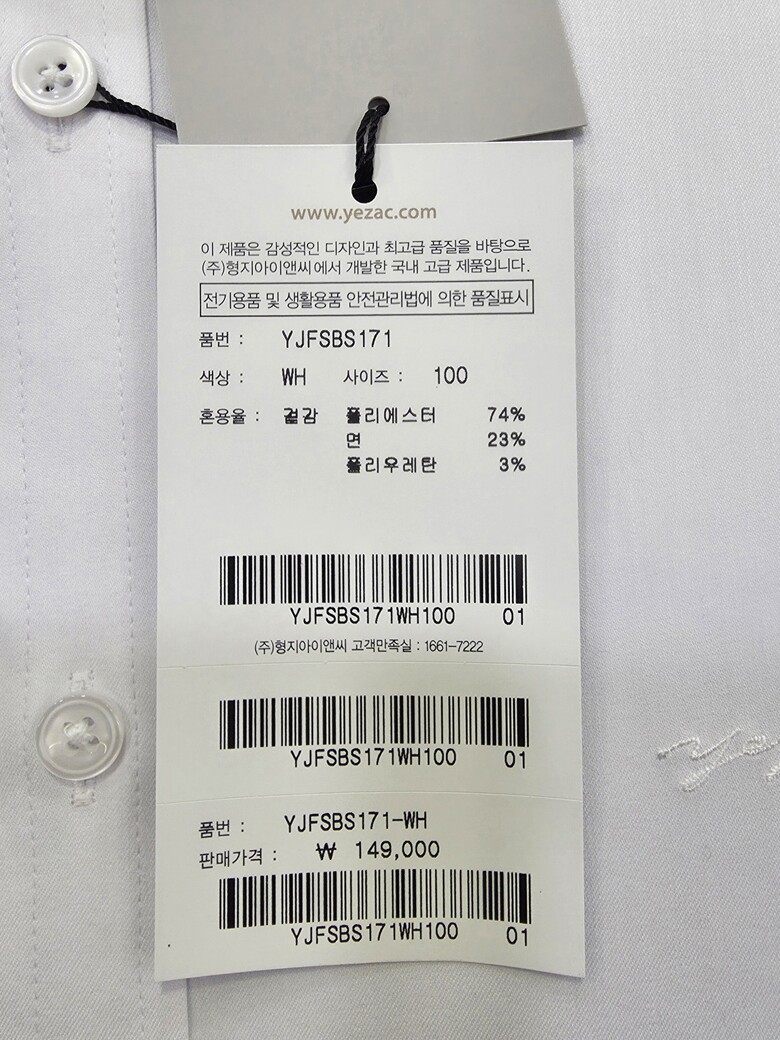 www.yezac.com
이 제품은 감성적인 디자인과 최고급 품질을 바탕으로
(주)형지아이앤씨에서 개발한 국내 고급 제품입니다.
전기용품 및 생활용품 안전관리법에 의한 품질표시
품번 : YJFSBS171
색상 : WH 사이즈 : 100
혼용율 : 겉감 폴리에스터 74%
면 23%
폴리우레탄 3%
YJFSBS171WH100 01
(주)형지아이앤씨 고객만족실 : 1661-7222
YJFSBS171WH100 01
품번 : YJFSBS171-WH
판매가격 : ₩ 149,000
YJFSBS171WH100 01